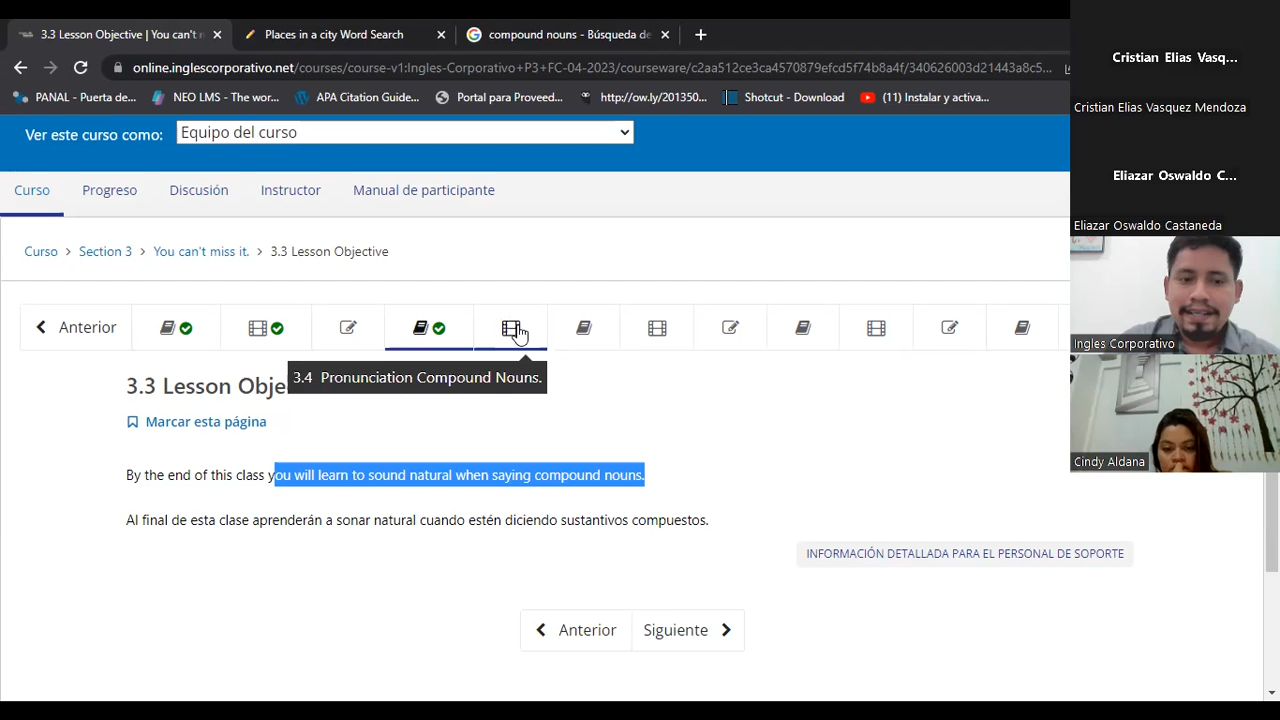 3.3 Lesson Objective | You can't n
Places in a city Word Search
compound nouns - Búsqueda de
online.inglescorporativo.net/courses/course-v1:Ingles-Corporativo+P3+FC-04-2023/courseware/c2aa512ce3ca4570879efcd5f74b8a4f/340626003d21443a8c5...
PANAL - Puerta de...
NEO LMS - The wor...
APA Citation Guide...
Portal para Proveed...
http://ow.ly/201350...
Shotcut - Download
(11) Instalar y activa...
Ver este curso como:
Equipo del curso
Curso
Progreso
Discusión
Instructor
Manual de participante
Curso > Section 3 > You can't miss it. > 3.3 Lesson Objective
Anterior
3.4 Pronunciation Compound Nouns.
3.3 Lesson Obje
Marcar esta página
By the end of this class you will learn to sound natural when saying compound nouns.
Al final de esta clase aprenderán a sonar natural cuando estén diciendo sustantivos compuestos.
INFORMACIÓN DETALLADA PARA EL PERSONAL DE SOPORTE
Anterior
Siguiente
Cristian Elias Vasq...
Cristian Elias Vasquez Mendoza
Eliazar Oswaldo C...
Eliazar Oswaldo Castaneda
Ingles Corporativo
Cindy Aldana